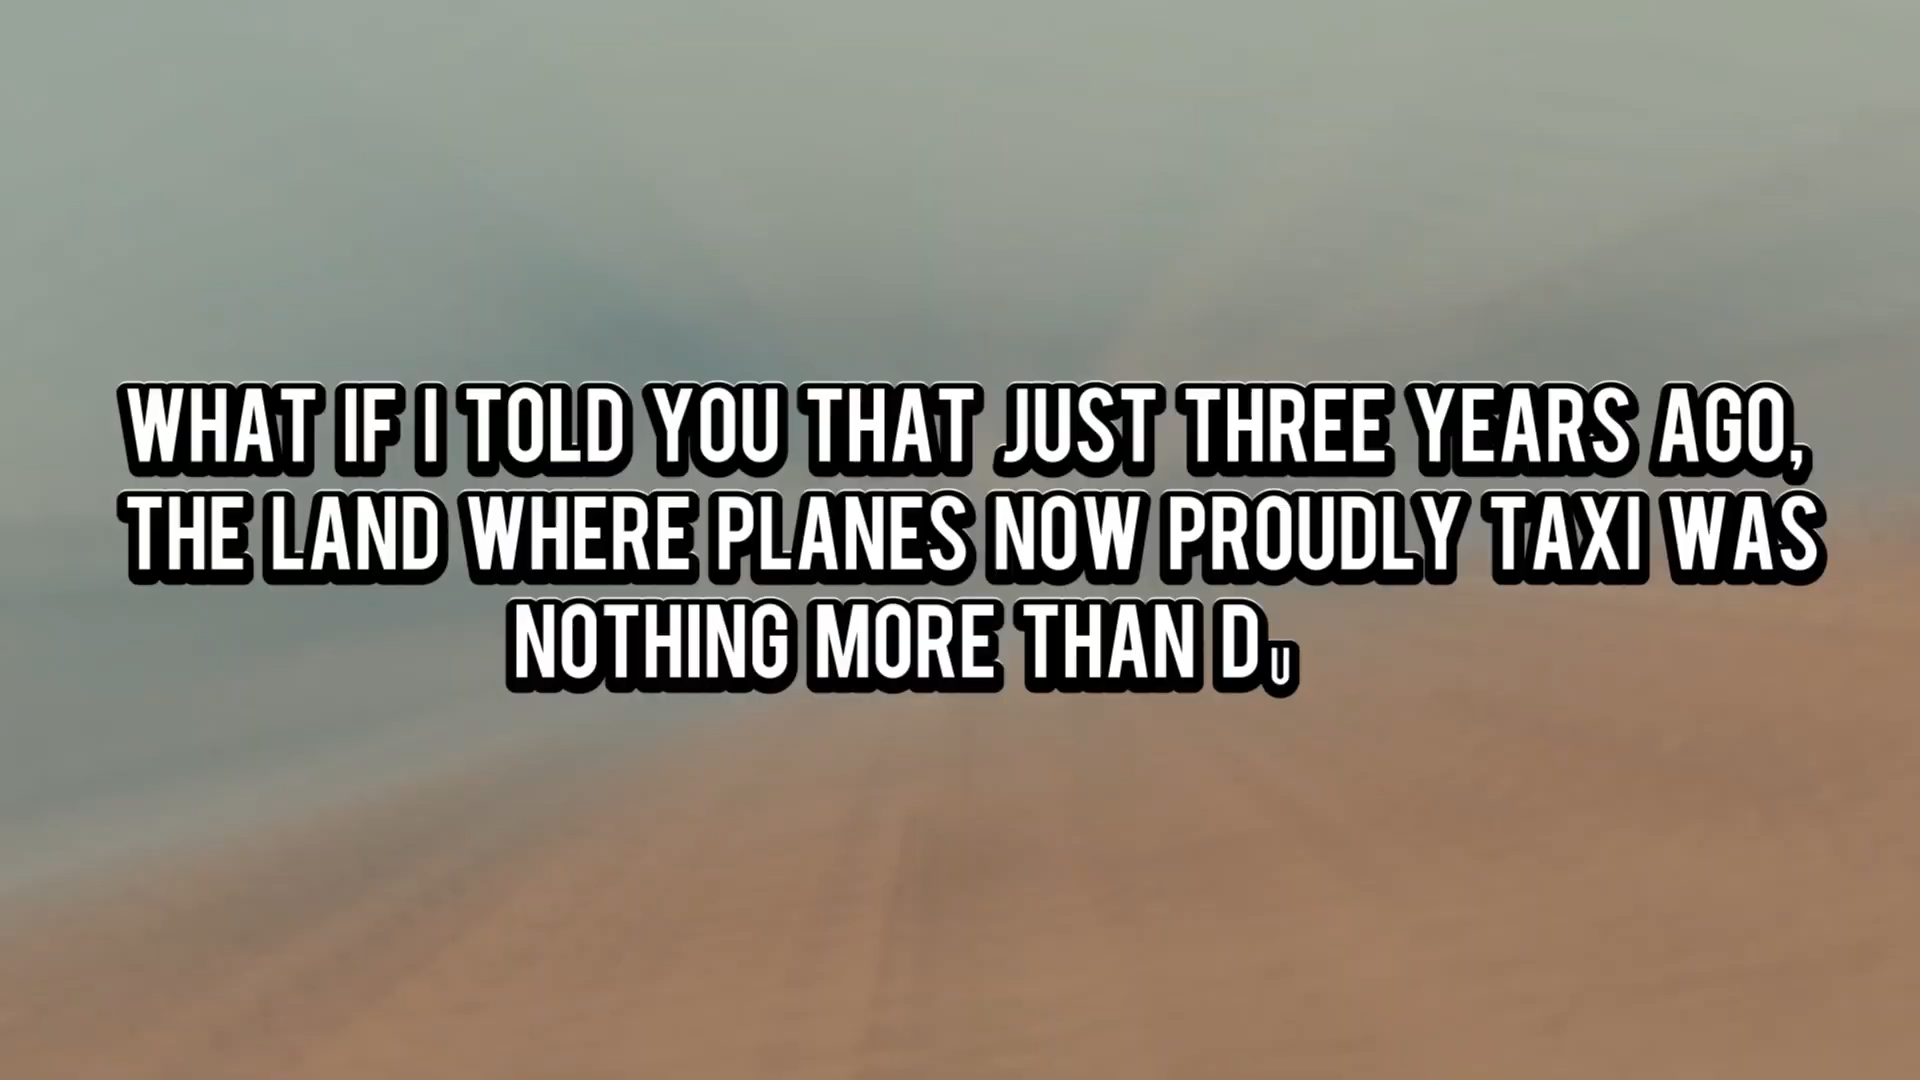 WHAT IF I TOLD YOU THAT JUST THREE YEARS AGO,
THE LAND WHERE PLANES NOW PROUDLY TAXI WAS
NOTHING MORE THAN DU